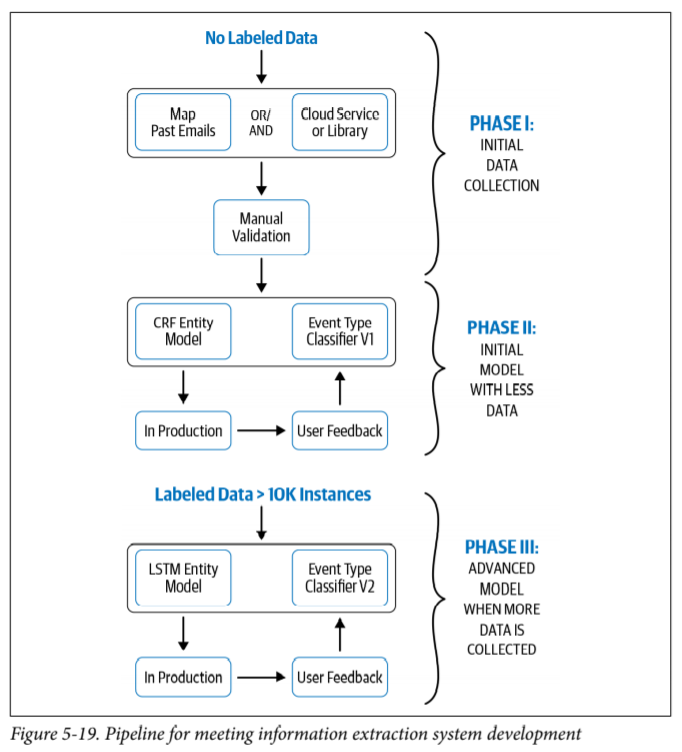 No Labeled Data
Map
Past Emails
OR/
AND
Cloud Service
or Library
PHASE I:
INITIAL
DATA
COLLECTION
Manual
Validation
CRF Entity
Model
Event Type
Classifier V1
PHASE II:
INITIAL
MODEL
WITH LESS
DATA
In Production
User Feedback
Labeled Data > 10K Instances
LSTM Entity
Model
Event Type
Classifier V2
PHASE III:
ADVANCED
MODEL
WHEN MORE
DATA IS
COLLECTED
In Production
User Feedback
Figure 5-19. Pipeline for meeting information extraction system development